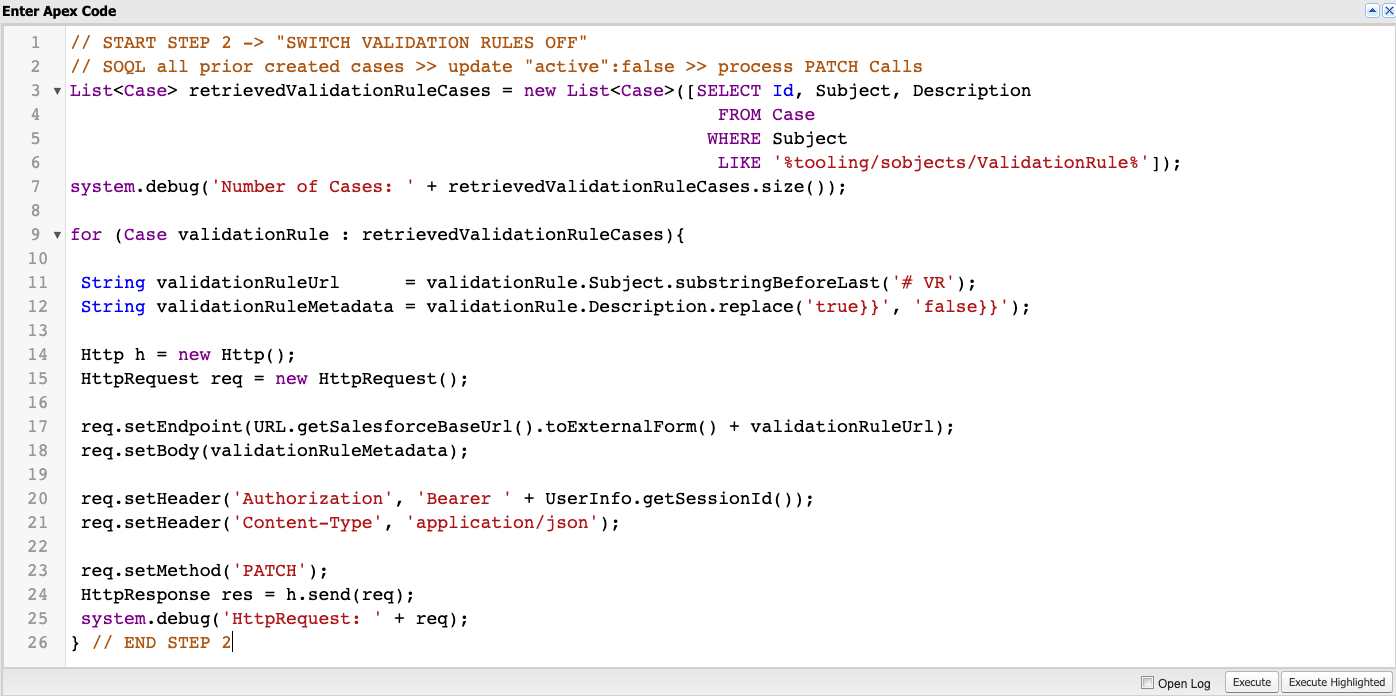 Enter Apex Code
1 // START STEP 2 -> "SWITCH VALIDATION RULES OFF"
2 // SOQL all prior created cases >> update "active":false >> process PATCH Calls
3 List<Case> retrievedValidationRuleCases = new List<Case>([SELECT Id, Subject, Description
4 FROM Case
5 WHERE Subject
6 LIKE '%tooling/sobjects/ValidationRule%']);
7 system.debug('Number of Cases: ' + retrievedValidationRuleCases.size());
8
9 for (Case validationRule : retrievedValidationRuleCases){
10
11 String validationRuleUrl = validationRule.Subject.substringBeforeLast('# VR');
12 String validationRuleMetadata = validationRule.Description.replace('true}}', 'false}}');
13
14 Http h = new Http();
15 HttpRequest req = new HttpRequest();
16
17 req.setEndpoint(URL.getSalesforceBaseUrl().toExternalForm() + validationRuleUrl);
18 req.setBody(validationRuleMetadata);
19
20 req.setHeader('Authorization', 'Bearer ' + UserInfo.getSessionId());
21 req.setHeader('Content-Type', 'application/json');
22
23 req.setMethod('PATCH');
24 HttpResponse res = h.send(req);
25 system.debug('HttpRequest: ' + req);
26 } // END STEP 2
Open Log Execute Execute Highlighted